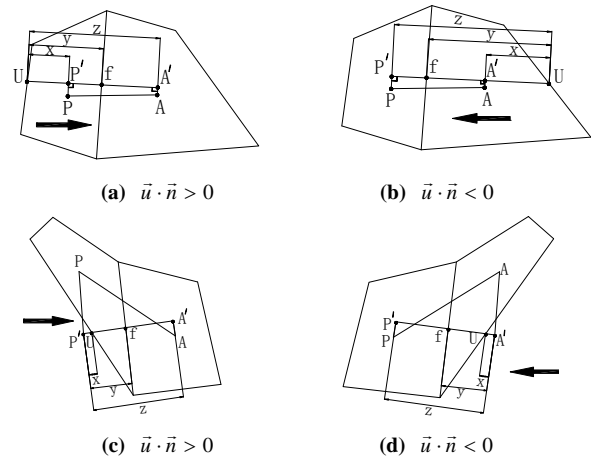 z
y
x
U P' f A'
P A
(a) u⃗ · n⃗ > 0
z
y
x
P' f A' U
P A
(b) u⃗ · n⃗ < 0
P
P' U f A'
A
x
y
z
(c) u⃗ · n⃗ > 0
A
P' f U A'
P
x
y
z
(d) u⃗ · n⃗ < 0